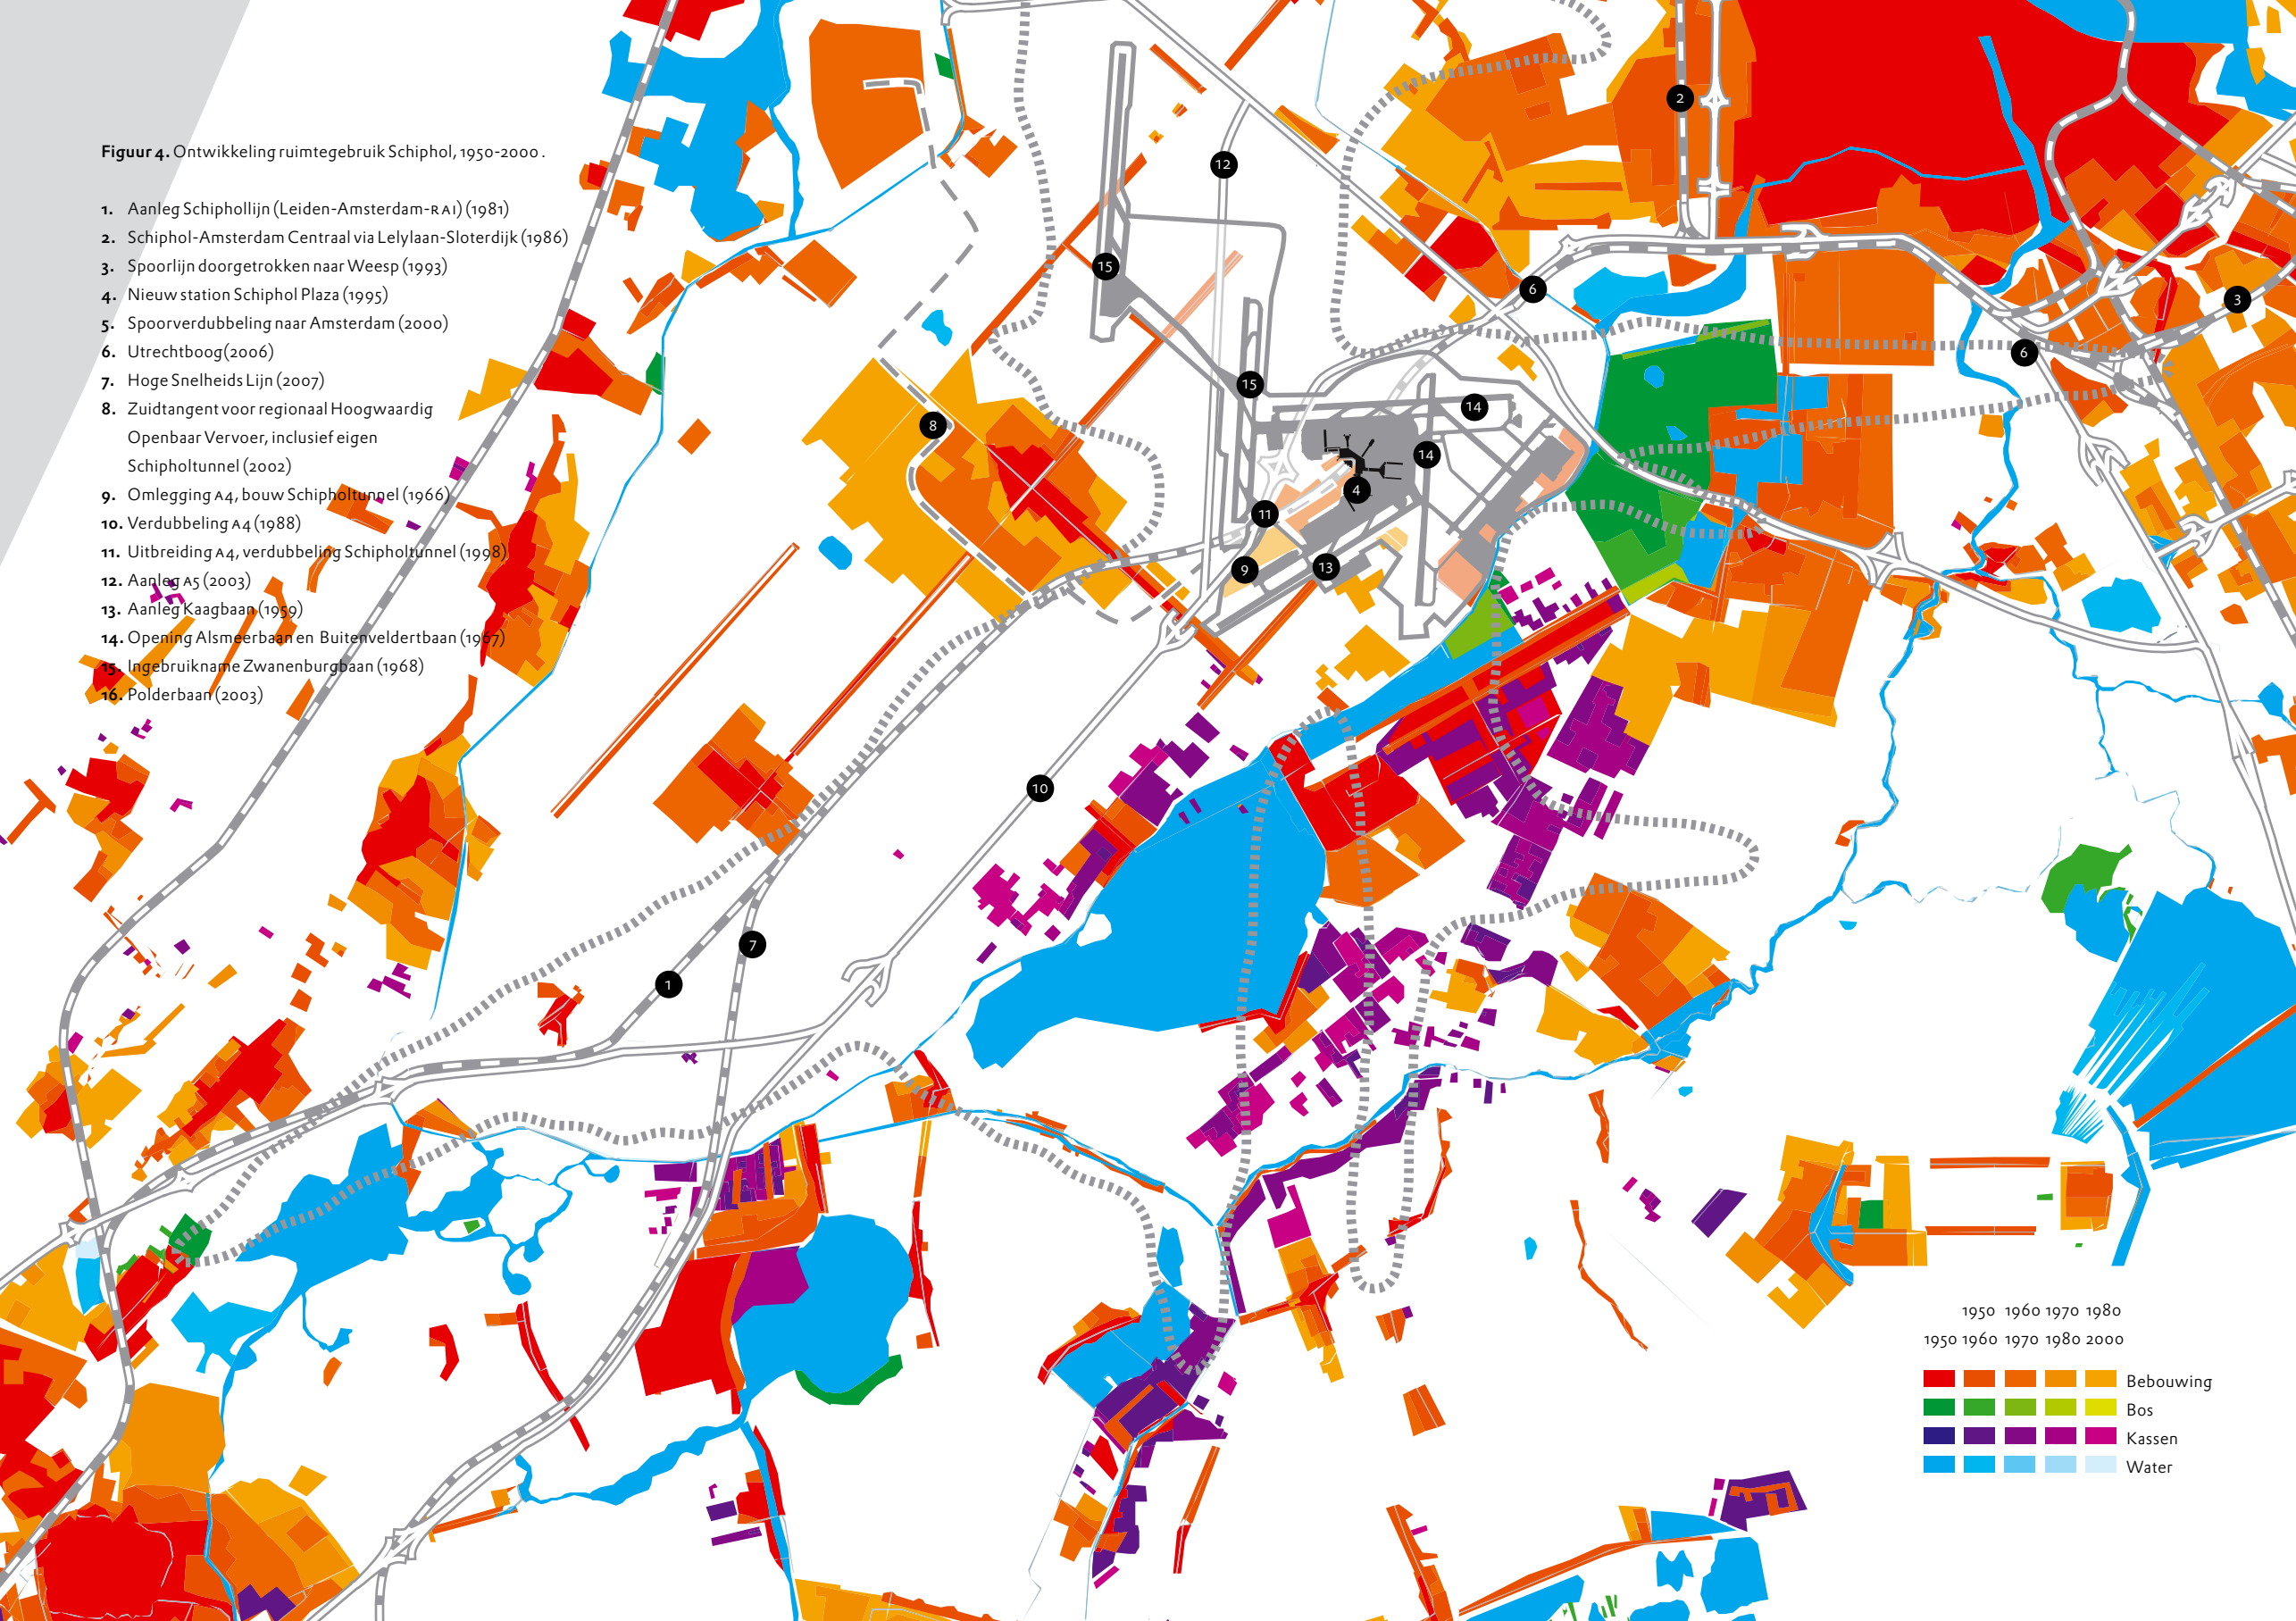 Figuur 4. Ontwikkeling ruimtegebruik Schiphol, 1950-2000 .
1. Aanleg Schiphollijn (Leiden-Amsterdam-RAI) (1981)
2. Schiphol-Amsterdam Centraal via Lelylaan-Sloterdijk (1986)
3. Spoorlijn doorgetrokken naar Weesp (1993)
4. Nieuw station Schiphol Plaza (1995)
5. Spoorverdubbeling naar Amsterdam (2000)
6. Utrechtboog(2006)
7. Hoge Snelheids Lijn (2007)
8. Zuidtangent voor regionaal Hoogwaardig
Openbaar Vervoer, inclusief eigen
Schipholtunnel (2002)
9. Omlegging A4, bouw Schipholtunnel (1966)
10. Verdubbeling A4 (1988)
11. Uitbreiding A4, verdubbeling Schipholtunnel (1998)
12. Aanleg A5 (2003)
13. Aanleg Kaagbaan (1959)
14. Opening Alsmeerbaan en Buitenveldertbaan (1967)
15. Ingebruikname Zwanenburgbaan (1968)
16. Polderbaan (2003)
2
12
15
6
3
6
15
14
8
14
4
11
9
13
10
7
1
1950 1960 1970 1980
1950 1960 1970 1980 2000
Bebouwing
Bos
Kassen
Water